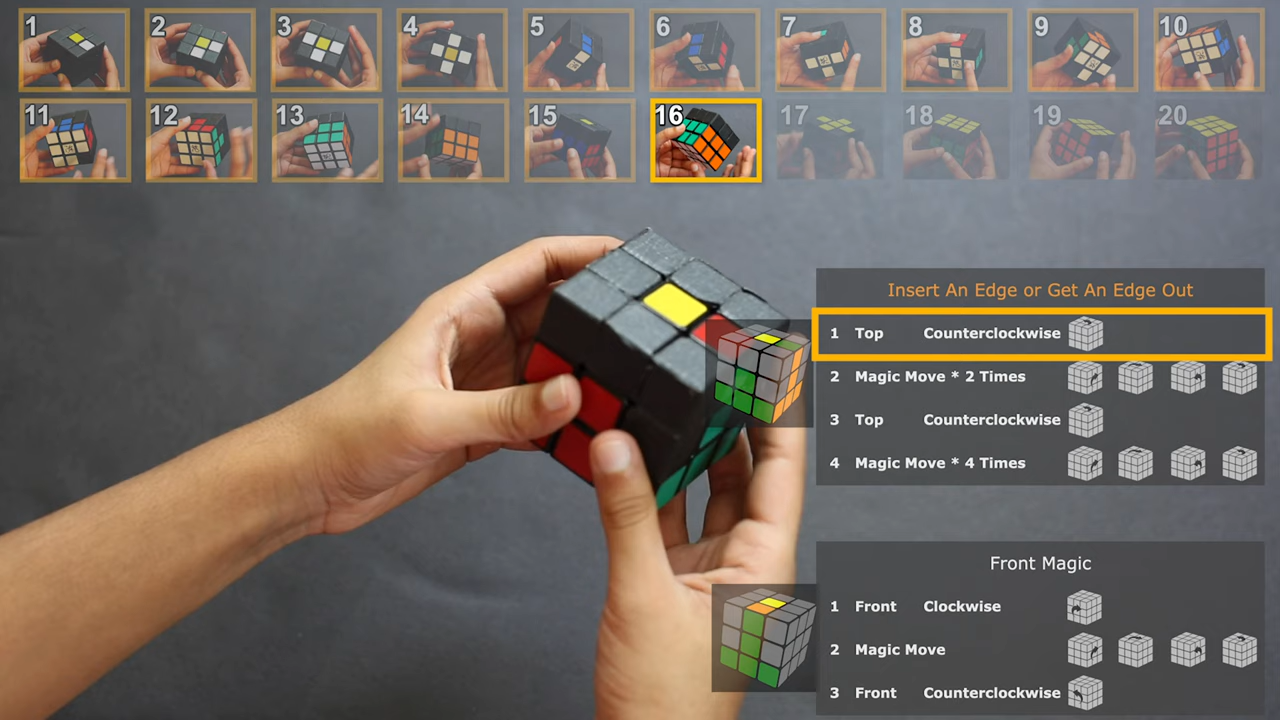 1 2 3 4 5 6 7 8 9 10
11 12 13 14 15 16 17 18 19 20
Insert An Edge or Get An Edge Out
1 Top Counterclockwise
2 Magic Move * 2 Times
3 Top Counterclockwise
4 Magic Move * 4 Times
Front Magic
1 Front Clockwise
2 Magic Move
3 Front Counterclockwise